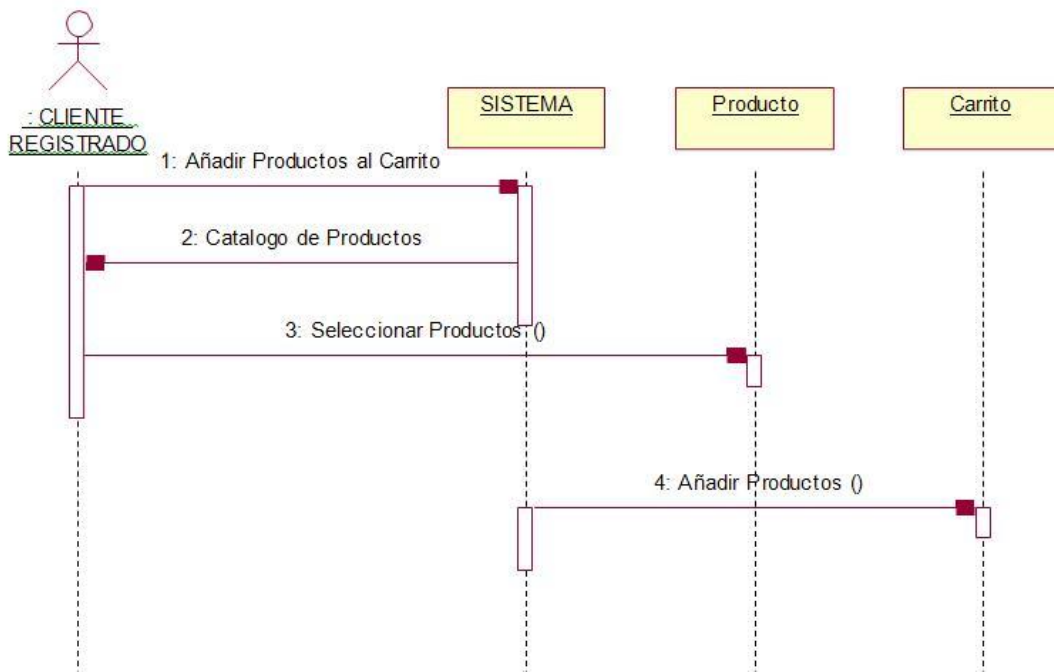 : CLIENTE
REGISTRADO
SISTEMA
Producto
Carrito
1: Añadir Productos al Carrito
2: Catalogo de Productos
3: Seleccionar Productos ()
4: Añadir Productos ()